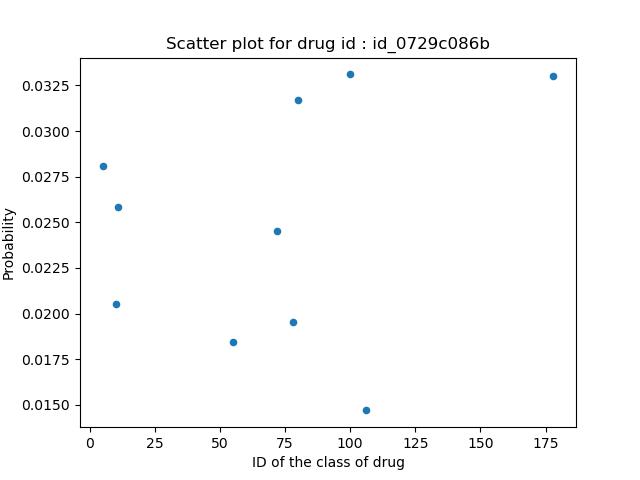 Scatter plot for drug id : id_0729c086b
0.0325
0.0300
0.0275
0.0250
0.0225
0.0200
0.0175
0.0150
Probability
0 25 50 75 100 125 150 175
ID of the class of drug